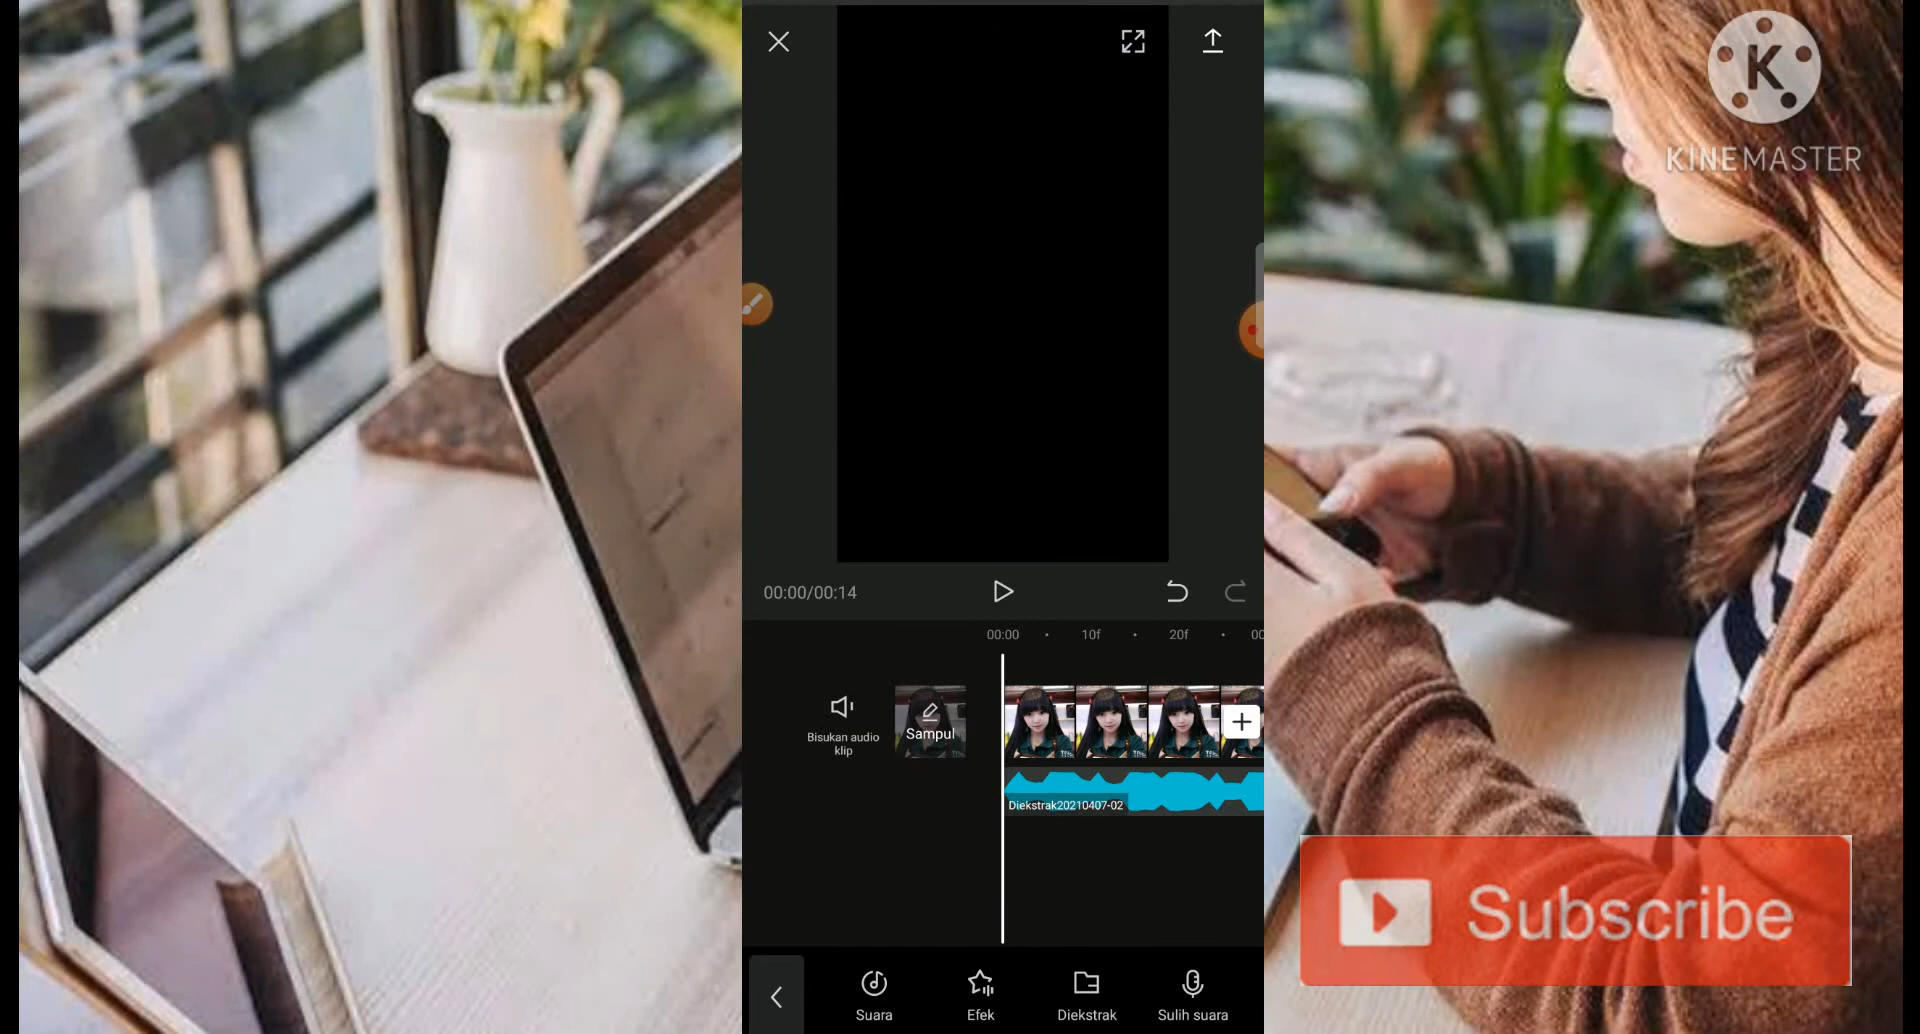 KINEMASTER
00:00/00:14
00:00 10f 20f 00
Bisukan audio
klip
Sampul
Diekstrak20210407-02
Subscribe
Suara Efek Diekstrak Sulih suara